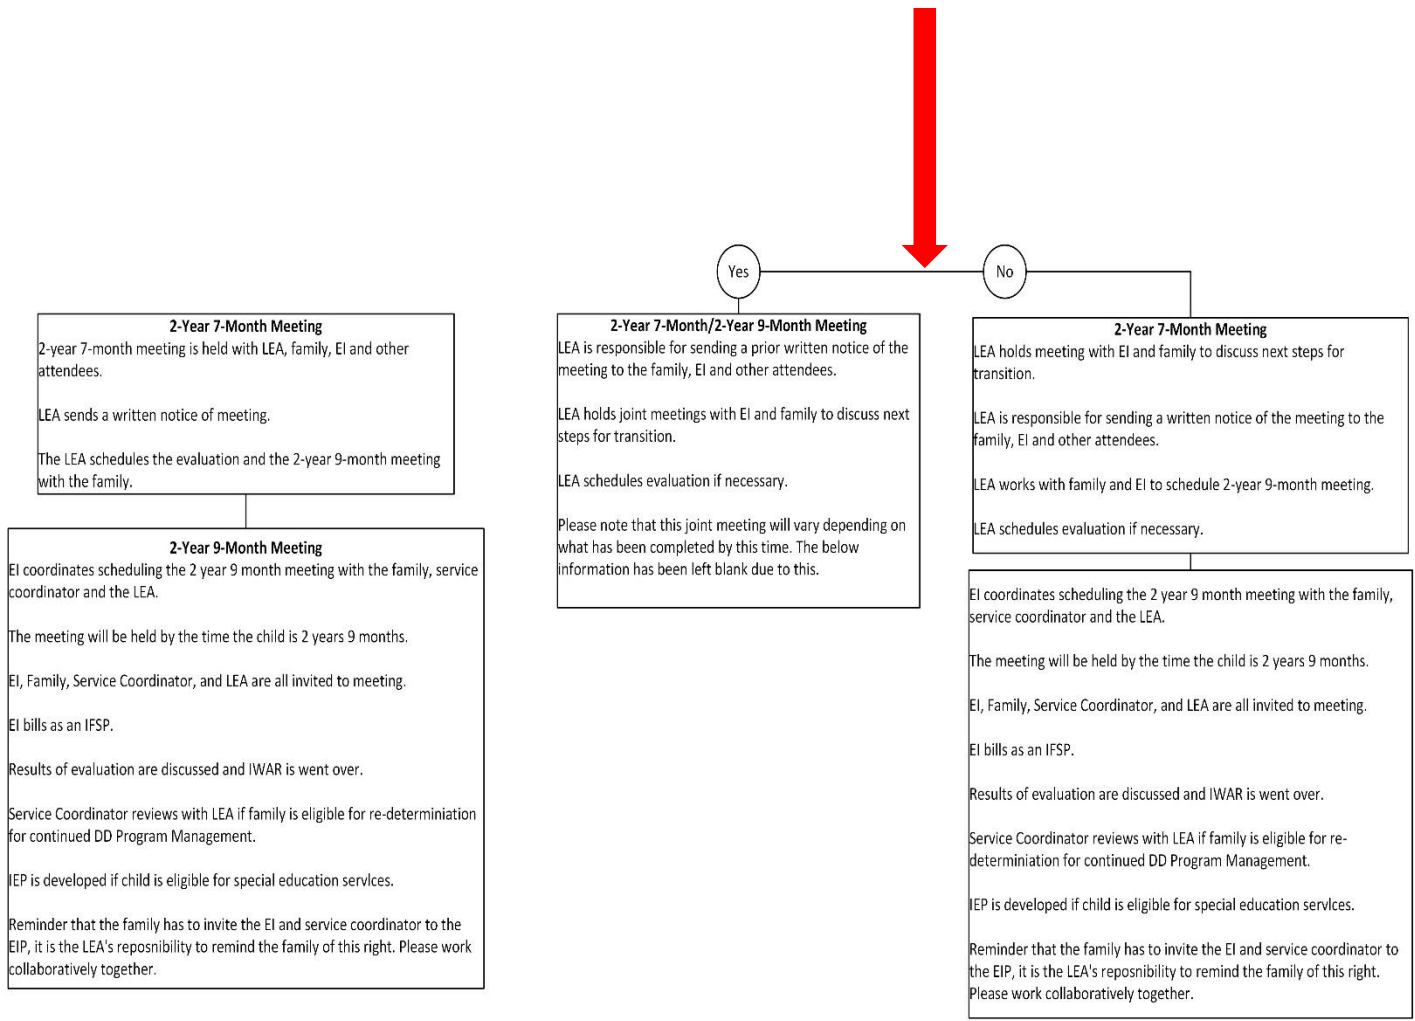 Yes
No
2-Year 7-Month Meeting
2-year 7-month meeting is held with LEA, family, EI and other
attendees.
LEA sends a written notice of meeting.
The LEA schedules the evaluation and the 2-year 9-month meeting
with the family.
2-Year 9-Month Meeting
EI coordinates scheduling the 2 year 9 month meeting with the family, service
coordinator and the LEA.
The meeting will be held by the time the child is 2 years 9 months.
EI, Family, Service Coordinator, and LEA are all invited to meeting.
EI bills as an IFSP.
Results of evaluation are discussed and IWAR is went over.
Service Coordinator reviews with LEA if family is eligible for re-determiniation
for continued DD Program Management.
IEP is developed if child is eligible for special education servIces.
Reminder that the family has to invite the EI and service coordinator to the
EIP, it is the LEA's reposnibility to remind the family of this right. Please work
collaboratively together.
2-Year 7-Month/2-Year 9-Month Meeting
LEA is responsible for sending a prior written notice of the
meeting to the family, EI and other attendees.
LEA holds joint meetings with EI and family to discuss next
steps for transition.
LEA schedules evaluation if necessary.
Please note that this joint meeting will vary depending on
what has been completed by this time. The below
information has been left blank due to this.
2-Year 7-Month Meeting
LEA holds meeting with EI and family to discuss next steps for
transition.
LEA is responsible for sending a written notice of the meeting to the
family, EI and other attendees.
LEA works with family and EI to schedule 2-year 9-month meeting.
LEA schedules evaluation if necessary.
EI coordinates scheduling the 2 year 9 month meeting with the family,
service coordinator and the LEA.
The meeting will be held by the time the child is 2 years 9 months.
EI, Family, Service Coordinator, and LEA are all invited to meeting.
EI bills as an IFSP.
Results of evaluation are discussed and IWAR is went over.
Service Coordinator reviews with LEA if family is eligible for re-
determiniation for continued DD Program Management.
IEP is developed if child is eligible for special education servIces.
Reminder that the family has to invite the EI and service coordinator to
the EIP, it is the LEA's reposnibility to remind the family of this right.
Please work collaboratively together.